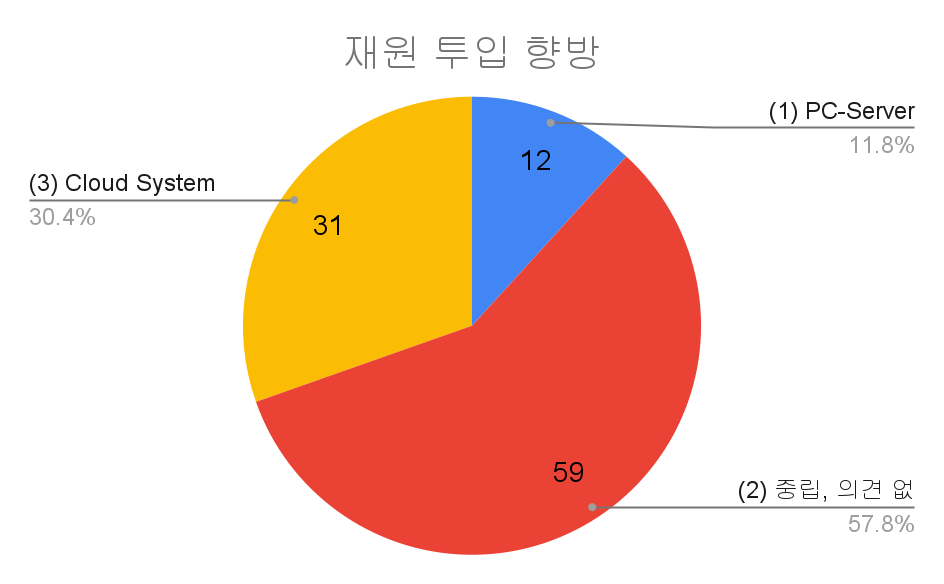 재원 투입 향방
(1) PC-Server
11.8%
12
(3) Cloud System
30.4%
31
59
(2) 중립, 의견 없
57.8%